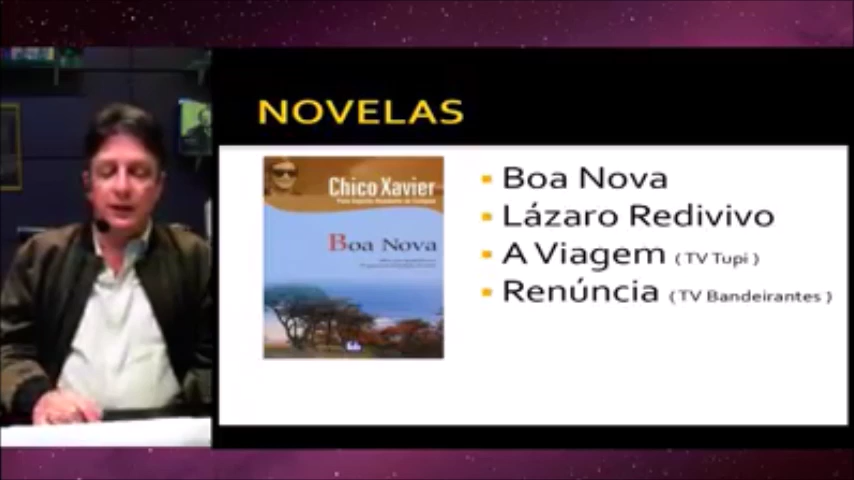 NOVELAS
Chico Xavier
Boa Nova
Boa Nova
Lázaro Redivivo
A Viagem ( TV Tupi )
Renúncia ( TV Bandeirantes )